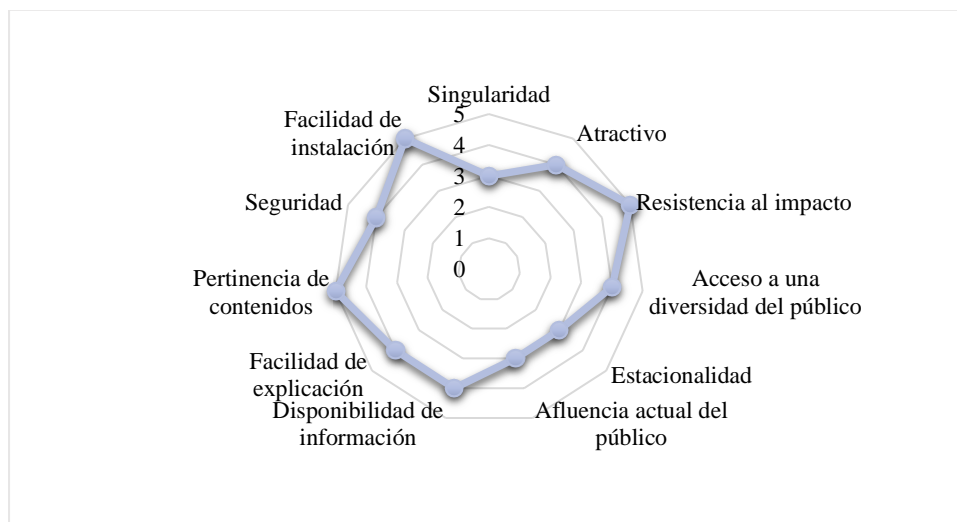 Singularidad
Atractivo
Resistencia al impacto
Acceso a una
diversidad del público
Estacionalidad
Afluencia actual del
público
Disponibilidad de
información
Facilidad de
explicación
Pertinencia de
contenidos
Seguridad
Facilidad de
instalación
5
4
3
2
1
0